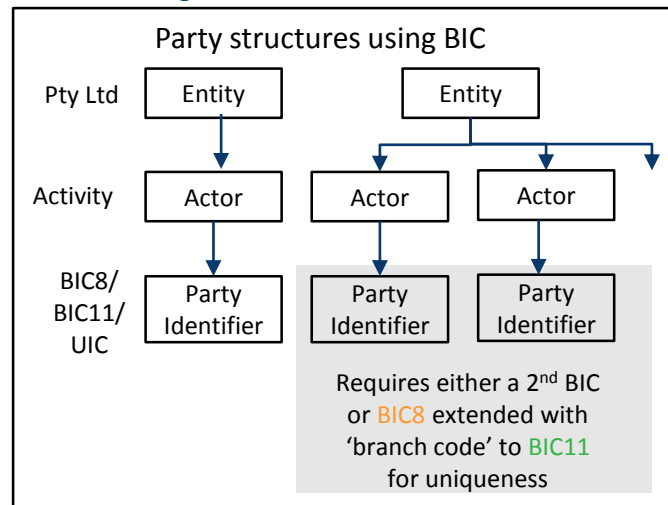 Party structures using BIC
Pty Ltd
Entity
Entity
Activity
Actor
Actor
Actor
BIC8/
BIC11/
UIC
Party
Identifier
Party
Identifier
Party
Identifier
Requires either a 2nd BIC
or BIC8 extended with
‘branch code’ to BIC11
for uniqueness